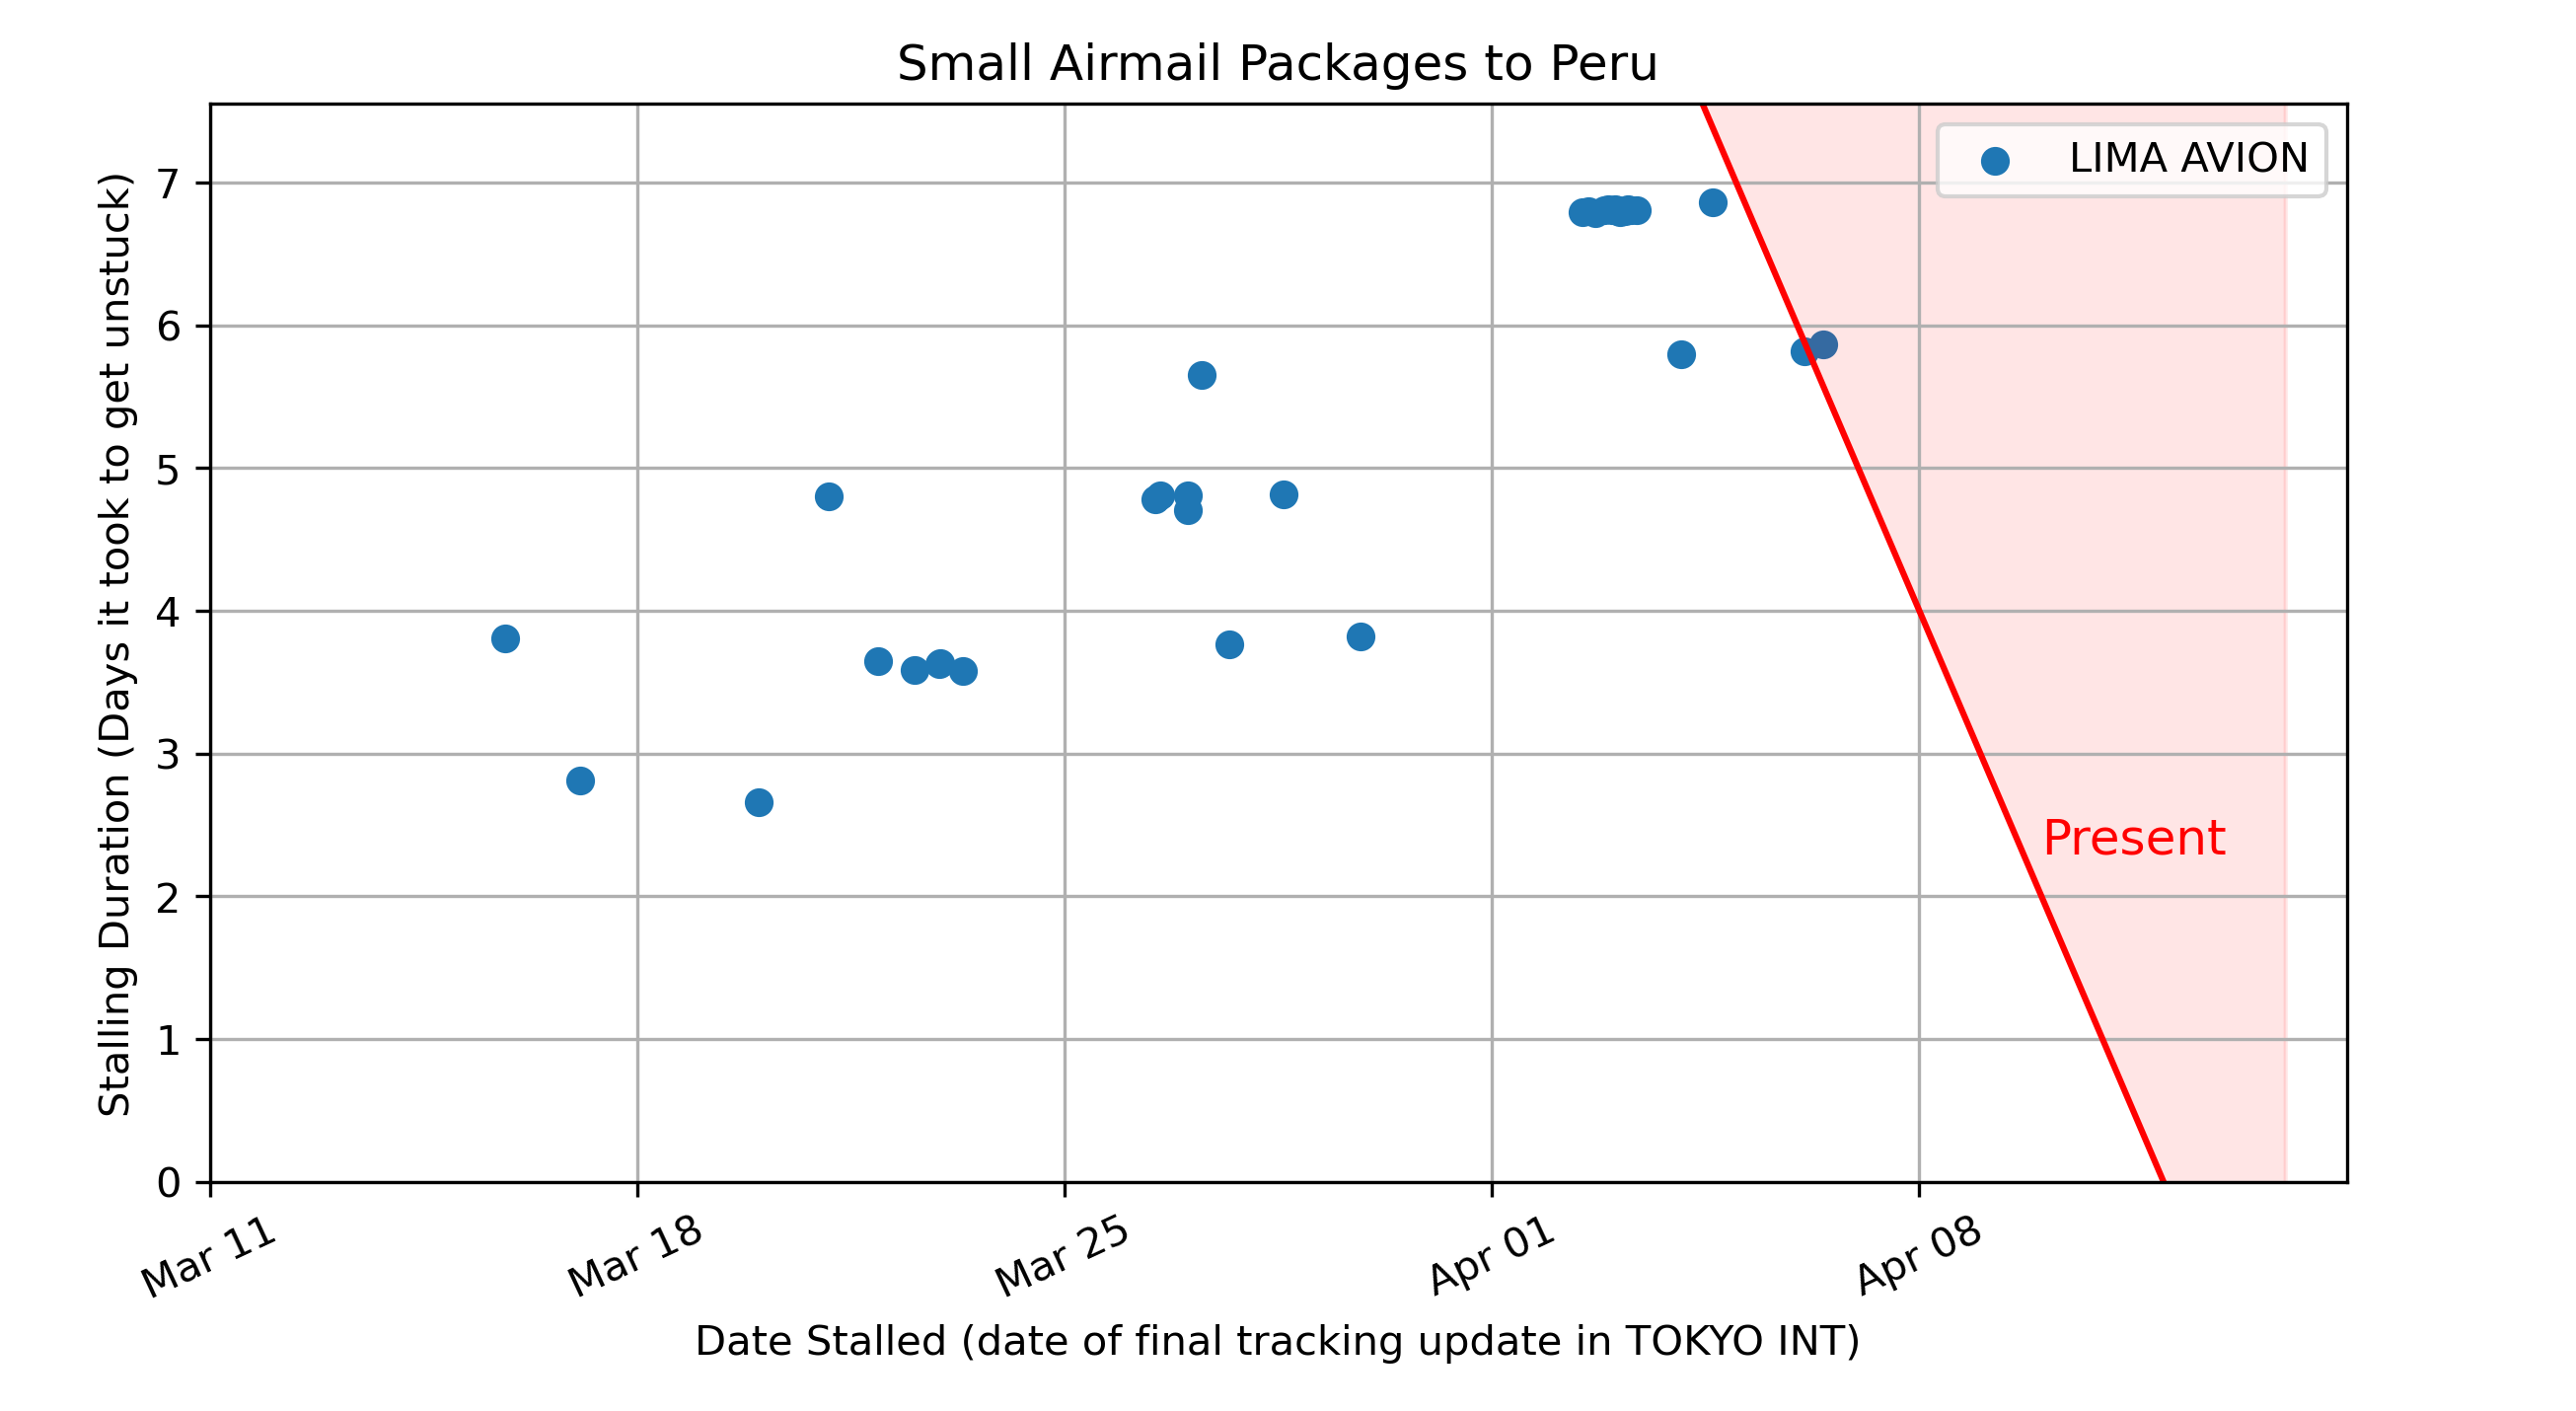 Small Airmail Packages to Peru
LIMA AVION
Stalling Duration (Days it took to get unstuck)
7
6
5
4
3
2
1
0
Present
Mar 11
Mar 18
Mar 25
Apr 01
Apr 08
Date Stalled (date of final tracking update in TOKYO INT)